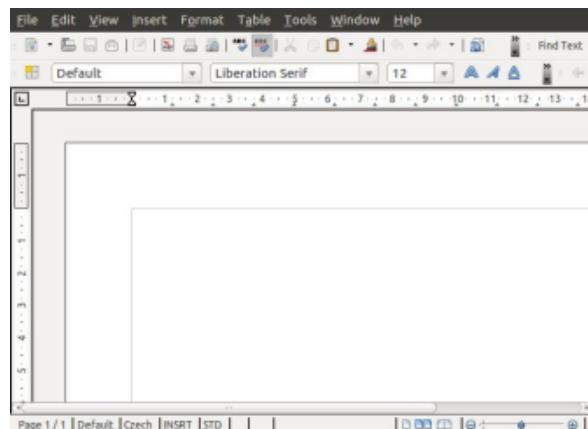 File Edit View Insert Format Table Tools Window Help
Find Text
Default Liberation Serif 12
1 1 2 3 4 5 6 7 8 9 10 11 12 13
1
1
2
3
4
5
Page 1 / 1 Default Czech INSRT STD